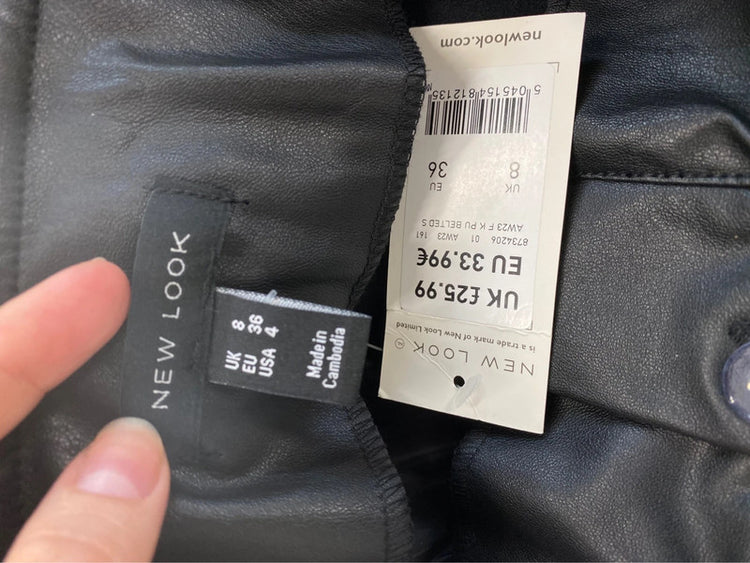 NEW LOOK
UK 8
EU 36
USA 4
Made in
Cambodia
NEW LOOK NL
is a trade mark of New Look Limited
UK £25.99
EU 33.99€
8734206 01 AW23 161
AW23 F K PU BELTED S
UK EU
8 36
5 045154 812135
newlook.com